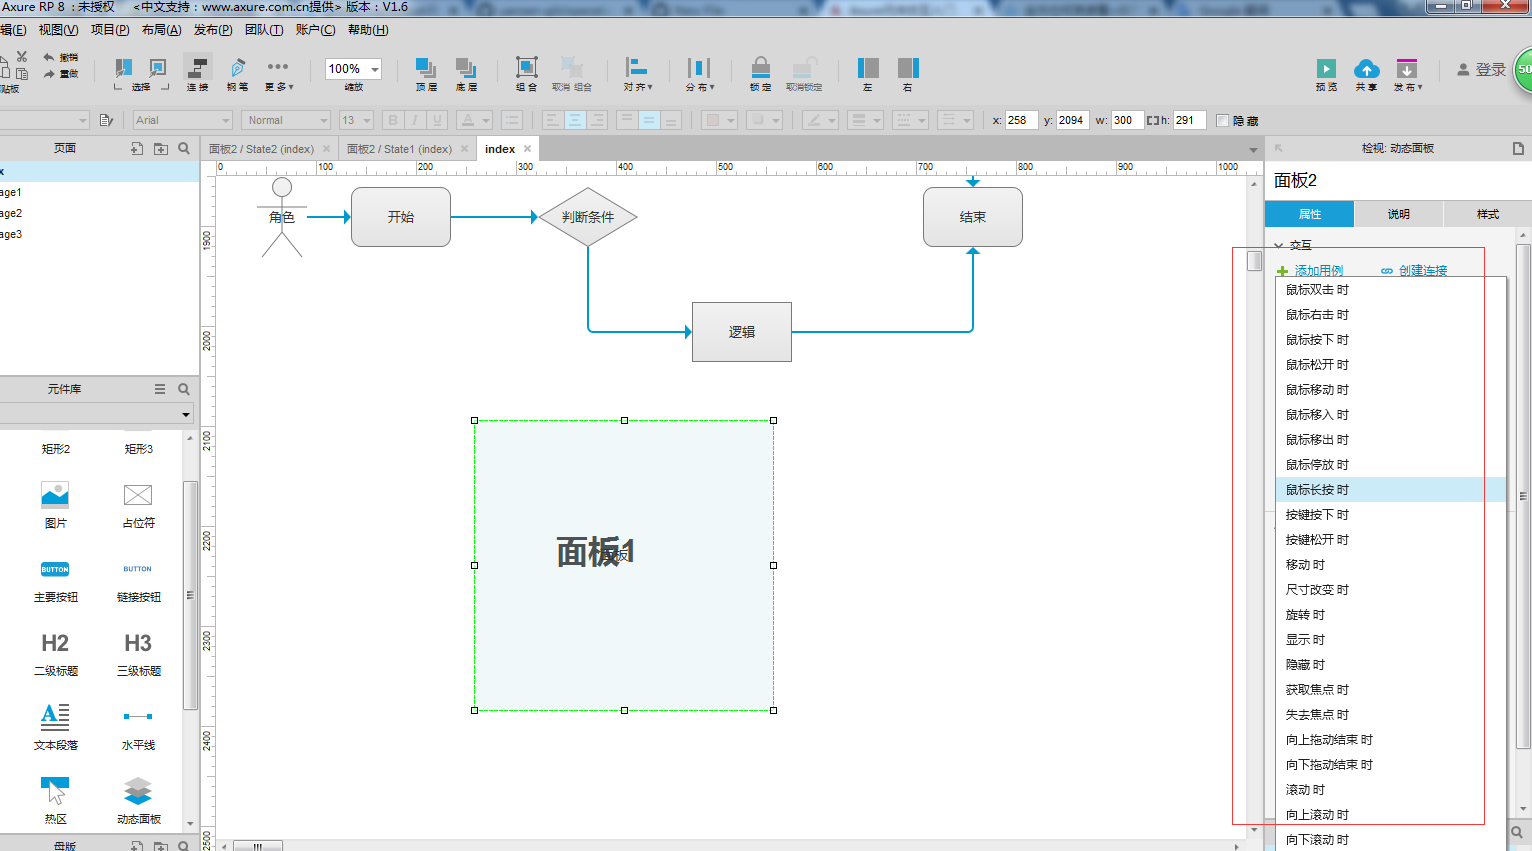 Axure RP 8 : 未授权    <中文支持 : www.axure.com.cn提供> 版本 : V1.6
辑(E) 视图(V) 项目(P) 布局(A) 发布(P) 团队(T) 账户(C) 帮助(H)
撤销
重做
贴板
选择
连接
钢笔
更多▾
100%
缩放
顶层
底层
组合
取消 组合
对齐▾
分布▾
锁定
取消锁定
左
右
预览
共享
发布▾
登录
50
Arial
Normal
13
B I U
A
x: 258 y: 2094 w: 300 h: 291 隐藏
页面
x
age1
age2
age3
面板2 / State2 (index)
面板2 / State1 (index)
index
0 100 200 300 400 500 600 700 800 900 1000
1900
2000
2100
2200
2300
2400
2500
角色
开始
判断条件
结束
逻辑
面板1
元件库
矩形2
矩形3
图片
占位符
BUTTON
BUTTON
主要按钮
链接按钮
H2
H3
二级标题
三级标题
A
文本段落
水平线
热区
动态面板
母版
检视: 动态面板
面板2
属性
说明
样式
交互
添加用例
创建连接
鼠标双击 时
鼠标右击 时
鼠标按下 时
鼠标松开 时
鼠标移动 时
鼠标移入 时
鼠标移出 时
鼠标停放 时
鼠标长按 时
按键按下 时
按键松开 时
移动 时
尺寸改变 时
旋转 时
显示 时
隐藏 时
获取焦点 时
失去焦点 时
向上拖动结束 时
向下拖动结束 时
滚动 时
向上滚动 时
向下滚动 时